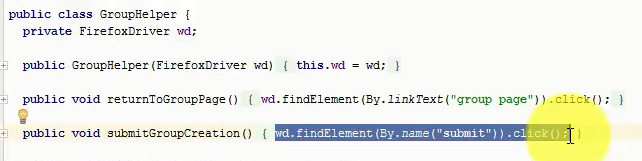 public class GroupHelper {
private FirefoxDriver wd;
public GroupHelper(FirefoxDriver wd) { this.wd = wd; }
public void returnToGroupPage() { wd.findElement(By.linkText("group page")).click(); }
public void submitGroupCreation() { wd.findElement(By.name("submit")).click(); }